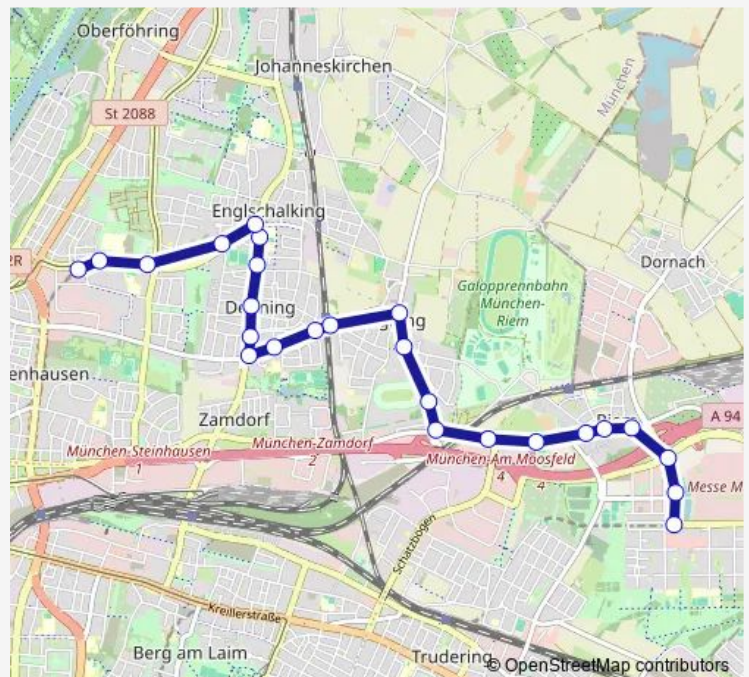 Oberföhring
Johanneskirchen
St 2088
München
Englschalking
2R
Dornach
Galopprennbahn
München-
Riem
enhausen
Zamdorf
A 94
München-Steinhausen
1
München-Zamdorf
2
München-Am Moosfeld
4
4
Messe M
Schatzbogen
Kreillerstraße
Berg am Laim
Trudering
© OpenStreetMap contributors